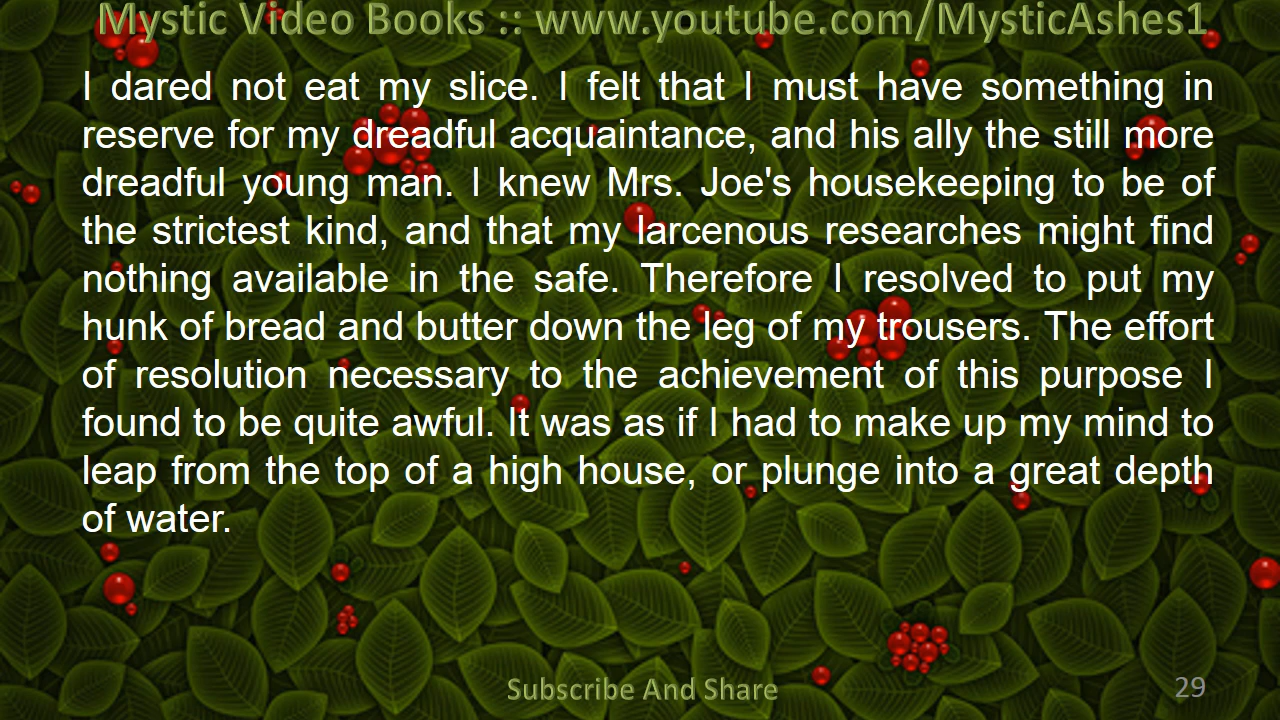 Mystic Video Books :: www.youtube.com/MysticAshes1
I dared not eat my slice. I felt that I must have something in
reserve for my dreadful acquaintance, and his ally the still more
dreadful young man. I knew Mrs. Joe's housekeeping to be of
the strictest kind, and that my larcenous researches might find
nothing available in the safe. Therefore I resolved to put my
hunk of bread and butter down the leg of my trousers. The effort
of resolution necessary to the achievement of this purpose I
found to be quite awful. It was as if I had to make up my mind to
leap from the top of a high house, or plunge into a great depth
of water.
Subscribe And Share
29